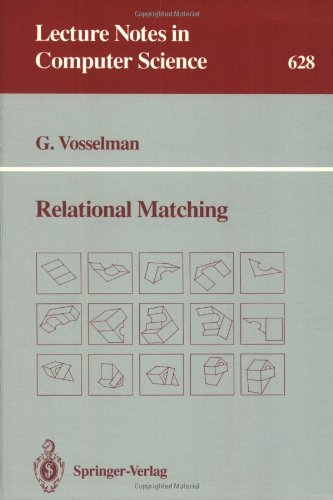 Lecture Notes in
Computer Science
628
G. Vosselman
Relational Matching
Springer-Verlag